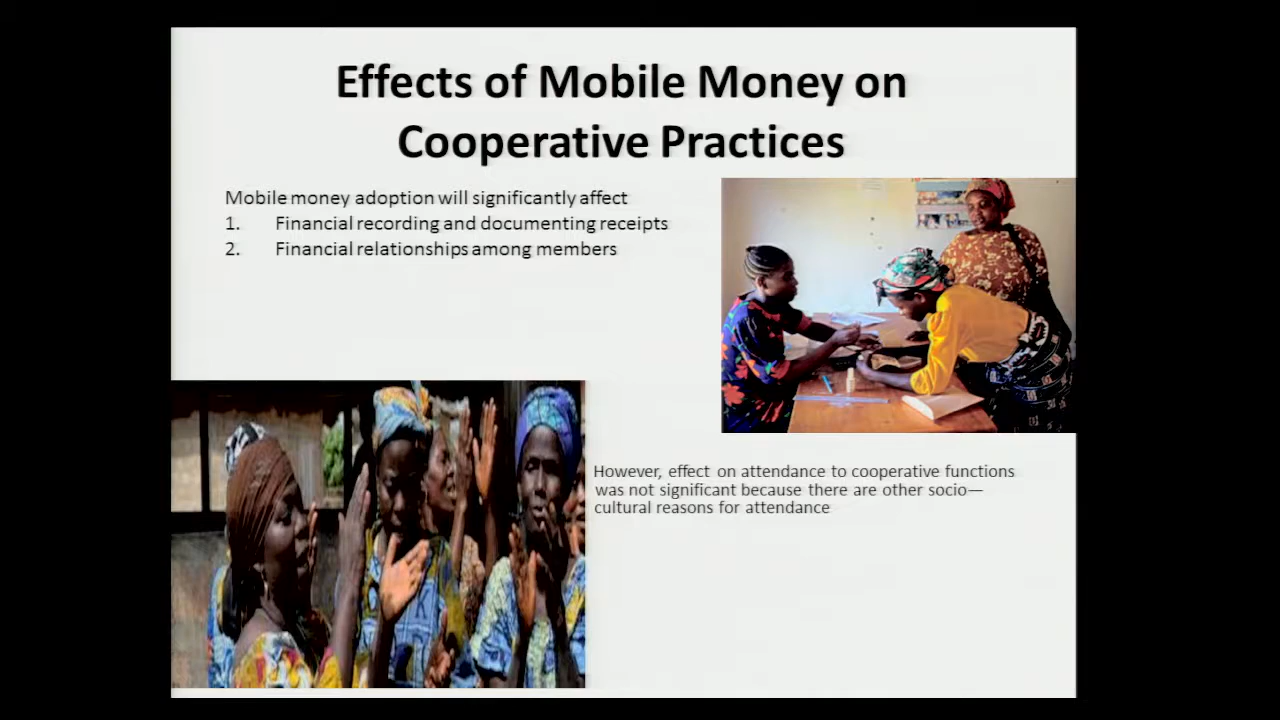 Effects of Mobile Money on
Cooperative Practices
Mobile money adoption will significantly affect
1. Financial recording and documenting receipts
2. Financial relationships among members
However, effect on attendance to cooperative functions
was not significant because there are other socio—
cultural reasons for attendance